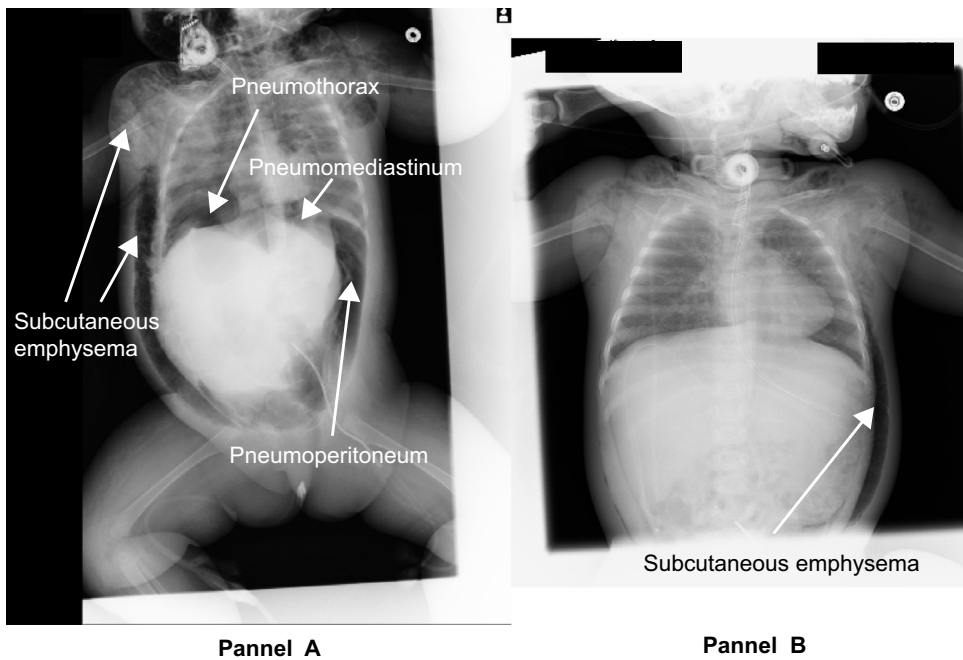 Pneumothorax
Pneumomediastinum
Subcutaneous
emphysema
Pneumoperitoneum
Subcutaneous emphysema
Pannel A
Pannel B